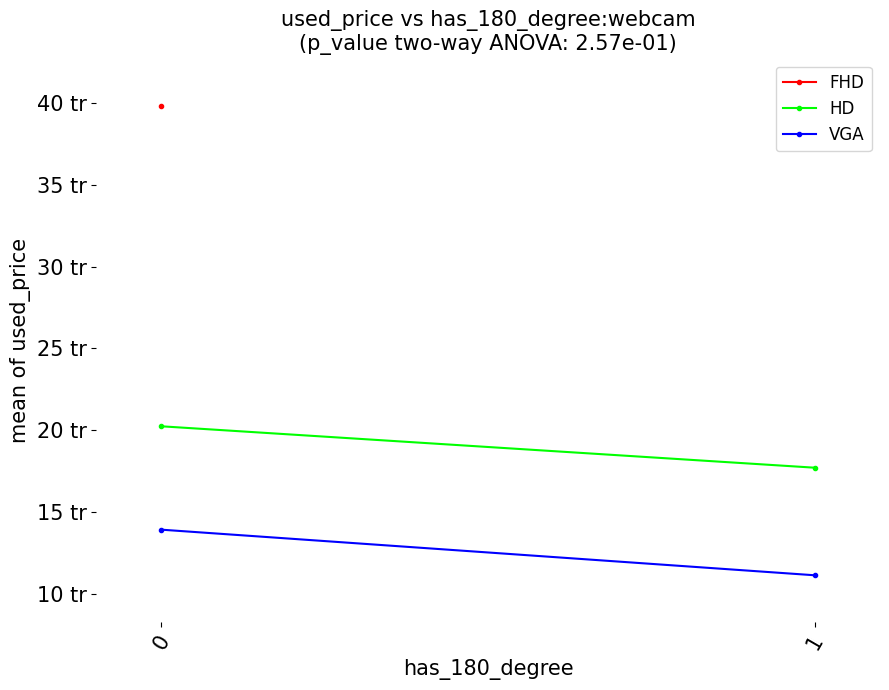 used_price vs has_180_degree:webcam
(p_value two-way ANOVA: 2.57e-01)
FHD
HD
VGA
40 tr
35 tr
30 tr
25 tr
20 tr
15 tr
10 tr
mean of used_price
0
1
has_180_degree